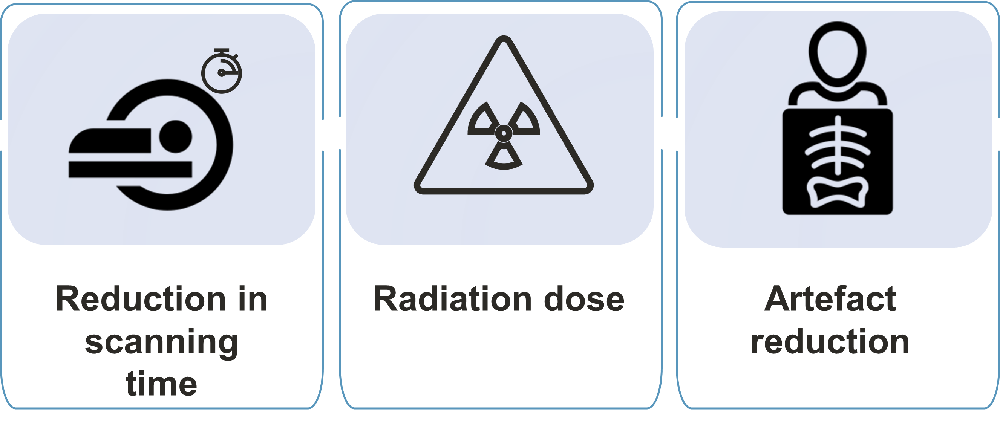 Reduction in
scanning
time
Radiation dose
Artefact
reduction